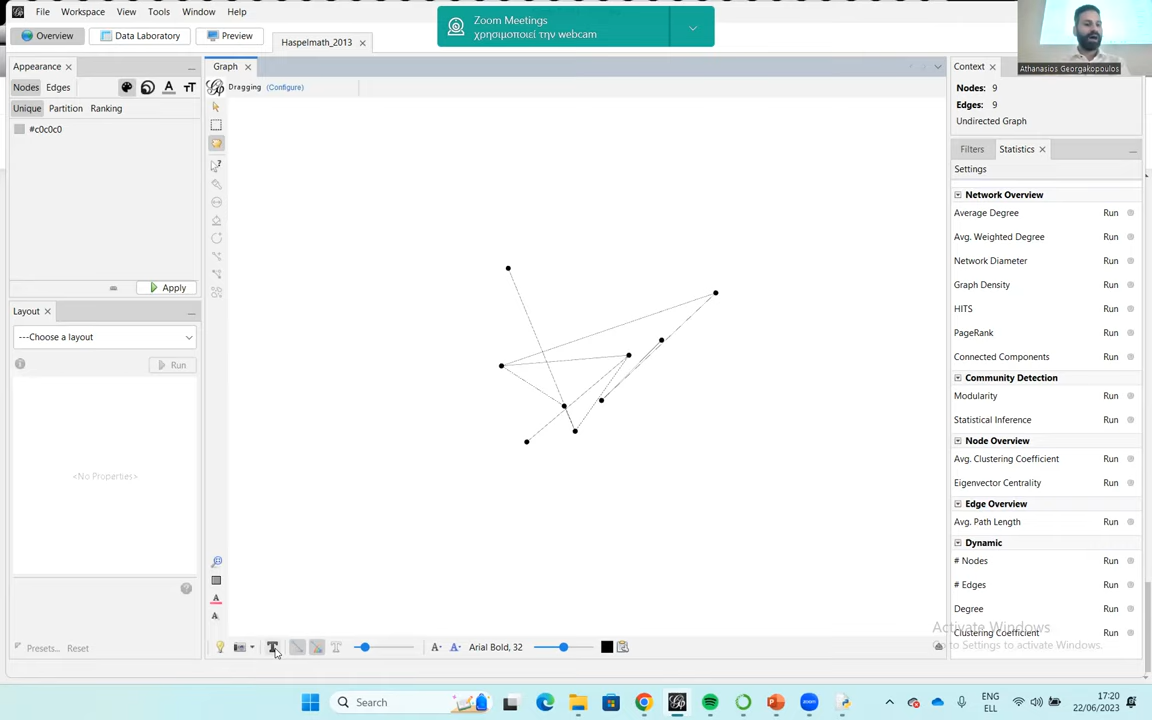 File Workspace View Tools Window Help
Zoom Meetings
χρησιμοποιεί την webcam
Overview Data Laboratory Preview Haspelmath_2013
Athanasios Georgakopoulos
Appearance
Nodes Edges
Unique Partition Ranking
#c0c0c0
Apply
Layout
---Choose a layout
Run
<No Properties>
Presets... Reset
Graph
Dragging (Configure)
Arial Bold, 32
Context
Nodes: 9
Edges: 9
Undirected Graph
Filters Statistics
Settings
Network Overview
Average Degree Run
Avg. Weighted Degree Run
Network Diameter Run
Graph Density Run
HITS Run
PageRank Run
Connected Components Run
Community Detection
Modularity Run
Statistical Inference Run
Node Overview
Avg. Clustering Coefficient Run
Eigenvector Centrality Run
Edge Overview
Avg. Path Length Run
Dynamic
# Nodes Run
# Edges Run
Degree Run
Clustering Coefficient Run
Activate Windows
Go to Settings to activate Windows.
Search
ENG
ELL
17:20
22/06/2023